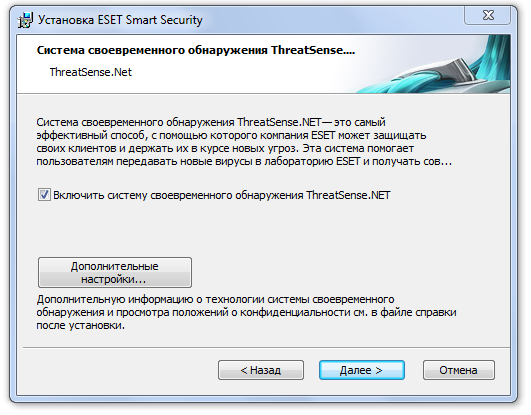 Установка ESET Smart Security
Система своевременного обнаружения ThreatSense....
ThreatSense.Net
Система своевременного обнаружения ThreatSense.NET— это самый
эффективный способ, с помощью которого компания ESET может защищать
своих клиентов и держать их в курсе новых угроз. Эта система помогает
пользователям передавать новые вирусы в лабораторию ESET и получать сов...
Включить систему своевременного обнаружения ThreatSense.NET
Дополнительные
настройки...
Дополнительную информацию о технологии системы своевременного
обнаружения и просмотра положений о конфиденциальности см. в файле справки
после установки.
< Назад
Далее >
Отмена